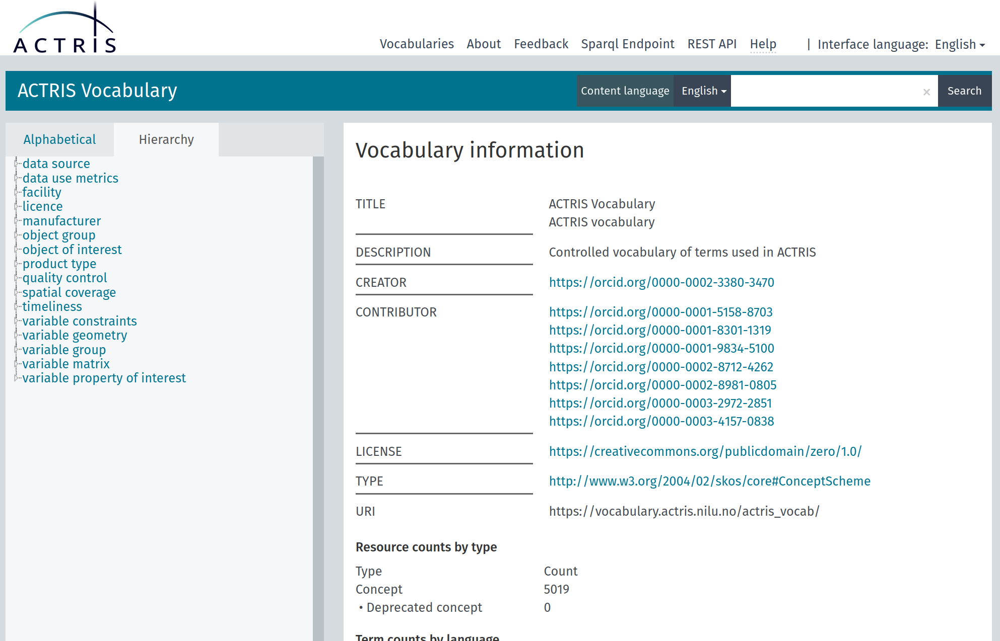 ACTRIS
Vocabularies About Feedback Sparql Endpoint REST API Help | Interface language: English
ACTRIS Vocabulary
Content language English × Search
Alphabetical Hierarchy
data source
data use metrics
facility
licence
manufacturer
object group
object of interest
product type
quality control
spatial coverage
timeliness
variable constraints
variable geometry
variable group
variable matrix
variable property of interest
Vocabulary information
TITLE ACTRIS Vocabulary
ACTRIS vocabulary
DESCRIPTION Controlled vocabulary of terms used in ACTRIS
CREATOR https://orcid.org/0000-0002-3380-3470
CONTRIBUTOR https://orcid.org/0000-0001-5158-8703
https://orcid.org/0000-0001-8301-1319
https://orcid.org/0000-0001-9834-5100
https://orcid.org/0000-0002-8712-4262
https://orcid.org/0000-0002-8981-0805
https://orcid.org/0000-0003-2972-2851
https://orcid.org/0000-0003-4157-0838
LICENSE https://creativecommons.org/publicdomain/zero/1.0/
TYPE http://www.w3.org/2004/02/skos/core#ConceptScheme
URI https://vocabulary.actris.nilu.no/actris_vocab/
Resource counts by type
Type Count
Concept 5019
• Deprecated concept 0
Term counts by language